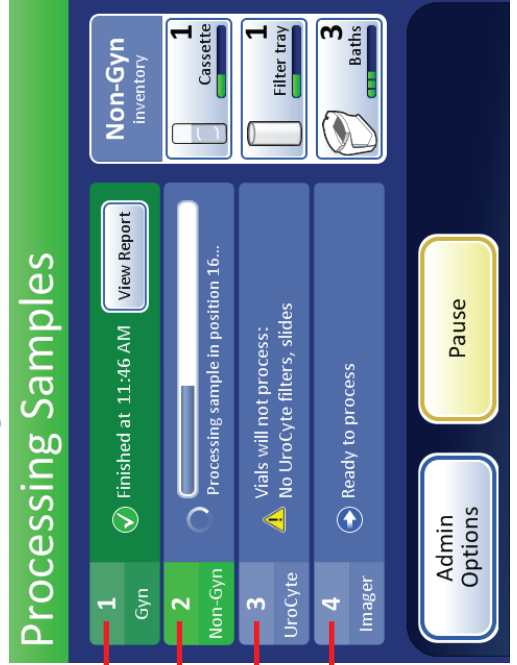 Processing Samples
1
Gyn
Finished at 11:46 AM
View Report
2
Non-Gyn
Processing sample in position 16...
3
UroCyte
Vials will not process:
No UroCyte filters, slides
4
Imager
Ready to process
Non-Gyn
inventory
1
Cassette
1
Filter tray
3
Baths
Admin
Options
Pause